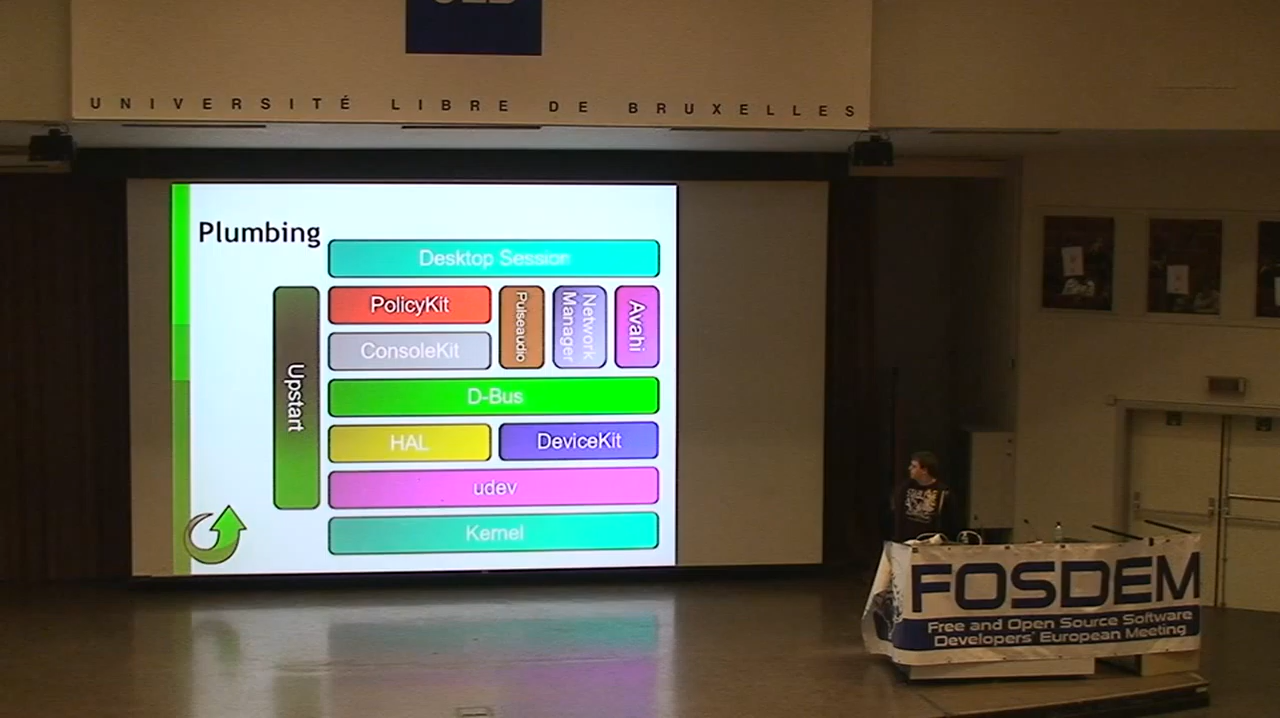 UNIVERSITÉ LIBRE DE BRUXELLES
Plumbing
Desktop Session
PolicyKit
Pulseaudio
Network
Manager
Avahi
ConsoleKit
Upstart
D-Bus
HAL
DeviceKit
udev
Kernel
FOSDEM
Free and Open Source Software
Developers' European Meeting